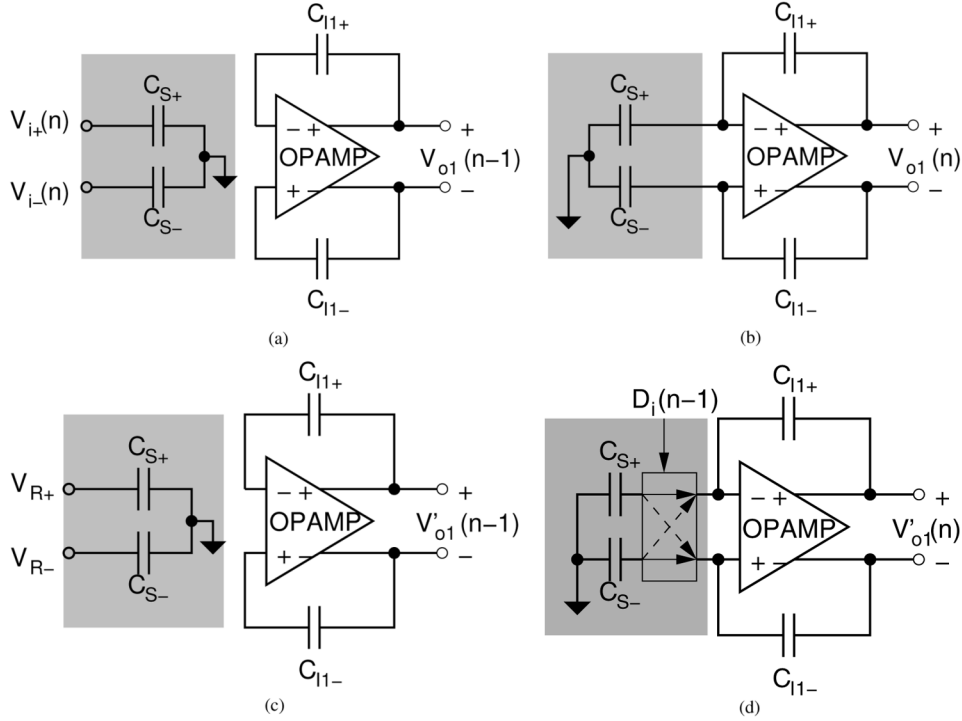 C_{I1+}
C_{S+}
V_{i+}(n)
− +
OPAMP
+
V_{o1}(n−1)
V_{i−}(n)
+ −
−
C_{S−}
C_{I1−}
(a)
C_{I1+}
C_{S+}
− +
OPAMP
+
V_{o1}(n)
+ −
−
C_{S−}
C_{I1−}
(b)
C_{I1+}
C_{S+}
V_{R+}
− +
OPAMP
+
V'_{o1}(n−1)
V_{R−}
+ −
−
C_{S−}
C_{I1−}
(c)
C_{I1+}
D_i(n−1)
C_{S+}
− +
OPAMP
+
V'_{o1}(n)
+ −
−
C_{S−}
C_{I1−}
(d)